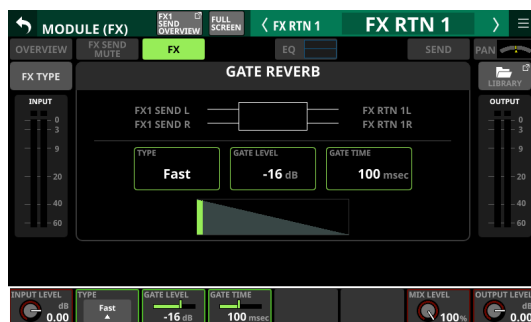 MODULE (FX)
FX1 SEND OVERVIEW
FULL SCREEN
FX RTN 1
FX RTN 1
OVERVIEW
FX SEND MUTE
FX
EQ
SEND
PAN
FX TYPE
GATE REVERB
LIBRARY
INPUT
OUTPUT
0
3
9
20
40
60
FX1 SEND L
FX1 SEND R
FX RTN 1L
FX RTN 1R
0
3
9
20
40
60
TYPE
Fast
GATE LEVEL
-16 dB
GATE TIME
100 msec
INPUT LEVEL
dB
0.00
TYPE
Fast
GATE LEVEL
-16 dB
GATE TIME
100 msec
MIX LEVEL
100%
OUTPUT LEVEL
dB
0.00